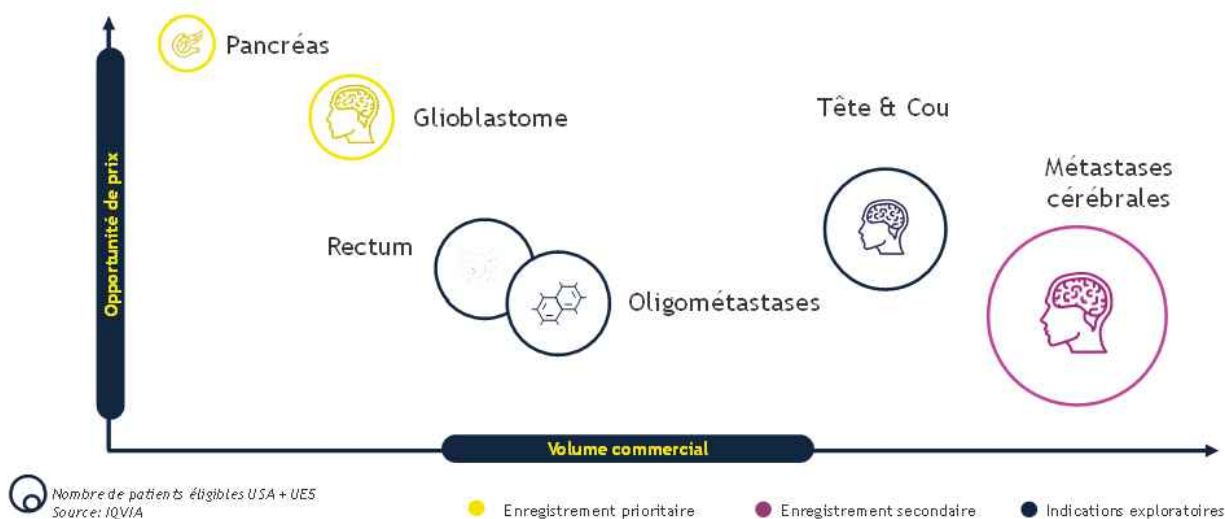 Pancréas
Glioblastome
Tête & Cou
Métastases
cérébrales
Rectum
Oligométastases
Opportunité de prix
Volume commercial
Nombre de patients éligibles USA + UE5
Source: IQVIA
Enregistrement prioritaire
Enregistrement secondaire
Indications exploratoires